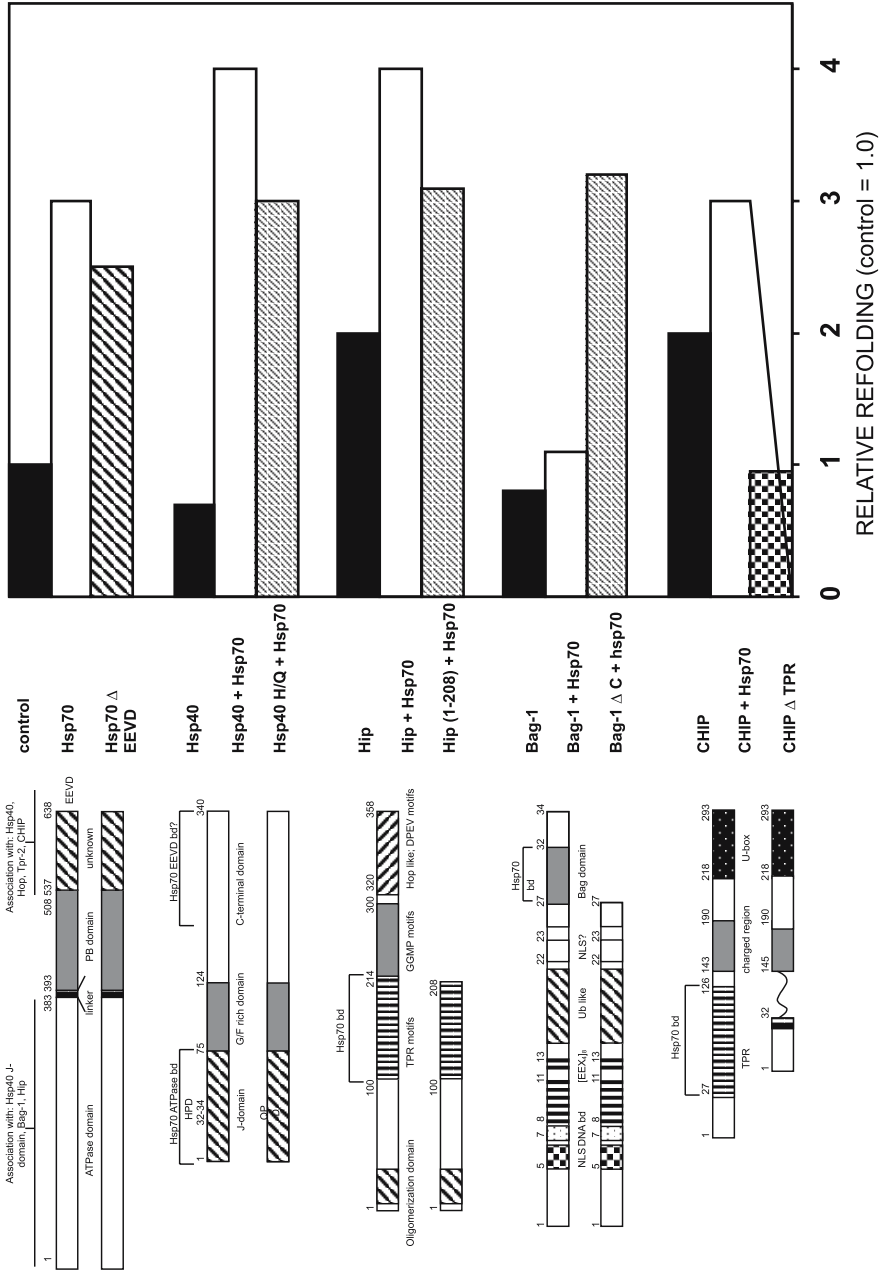 Association with: Hsp40 J-
domain, Bag-1, Hip
Association with: Hsp40,
Hop, Tpr-2, CHIP
1
383
393
508
537
638
EEVD
ATPase domain
linker
PB domain
unknown
control
Hsp70
Hsp70 Δ
EEVD
Hsp70 ATPase bd
HPD
1
32-34
75
124
Hsp70 EEVD bd?
340
J-domain
G/F rich domain
C-terminal domain
QP
D
Hsp40
Hsp40 + Hsp70
Hsp40 H/Q + Hsp70
Hsp70 bd
1
100
214
300
320
358
Oligomerization domain
TPR motifs
GGMP motifs
Hop like; DPEV motifs
1
100
208
Hip
Hip + Hsp70
Hip (1-208) + Hsp70
Hsp70
bd
1
5
7
8
11
13
22
23
27
32
34
NLS
DNA bd
[EEX₄]₈
Ub like
NLS?
Bag domain
1
5
7
8
11
13
22
23
27
Bag-1
Bag-1 + Hsp70
Bag-1 Δ C + hsp70
Hsp70 bd
1
27
126
143
190
218
293
TPR
charged region
U-box
1
32
145
190
218
293
CHIP
CHIP + Hsp70
CHIP Δ TPR
0
1
2
3
4
RELATIVE REFOLDING (control = 1.0)